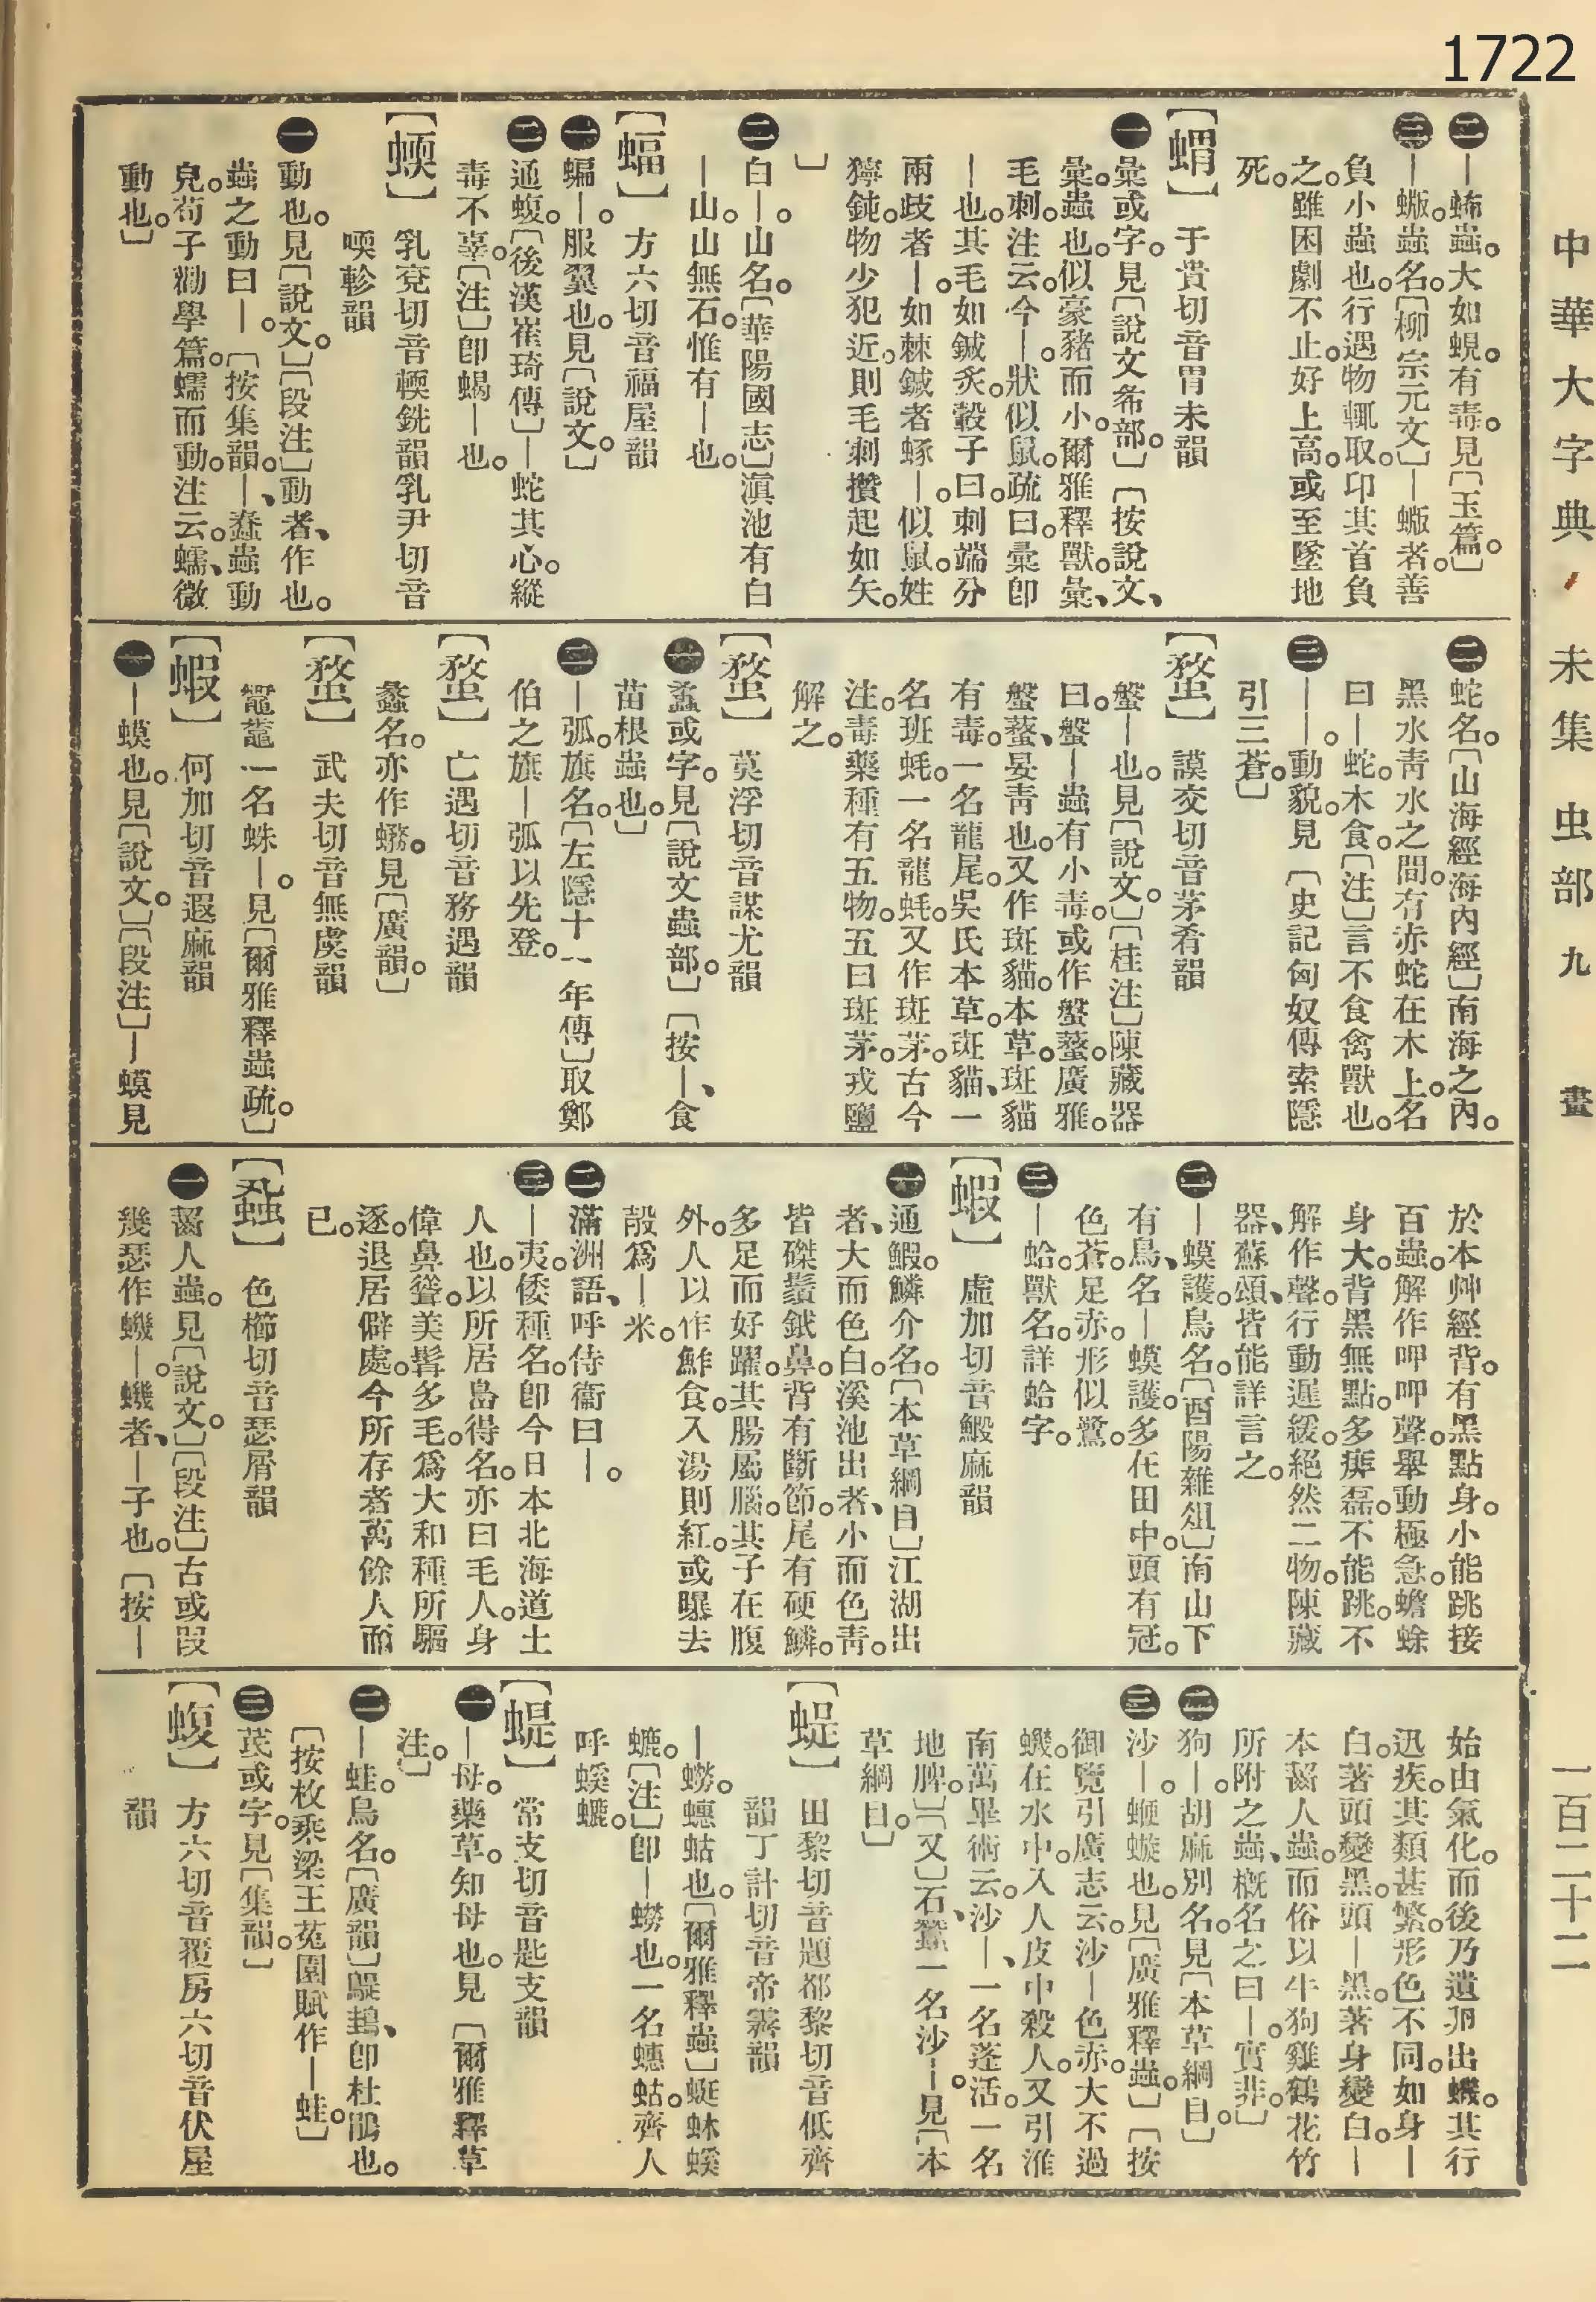 1722
中華大字典 未集 虫部 九畫 一百二十二
㊁—蛢蟲。大如蜆。有毒。見〔玉篇。〕
㊂—蝂。蟲名。〔柳宗元文〕—蝂者。善
負小蟲也。行遇物輒取。卬其首負
之。雖困劇不止。好上高。或至墜地
死。
〔蝟〕 于貴切音胃未韻
㊀彙或字。見〔說文㣇部。〕〔按說文、
彙。蟲也。似豪豬而小。爾雅釋獸。彙、
毛刺。注云。今—。狀似鼠。疏曰。彙卽
—也。其毛如鍼。炙轂子曰。刺端分
兩歧者—。如棘鍼者蝝—。似鼠。姓
獰鈍。物少犯近。則毛刺攢起如矢。
〕
㊁白—。山名。〔華陽國志〕滇池有白
—山。山無石。惟有—也。
〔蝠〕 方六切音福屋韻
㊀蝙—。服翼也。見〔說文。〕
㊁通蝮。〔後漢崔琦傳〕—蛇其心。縱
毒不辜。〔注〕卽蝎—也。
〔蝡〕 乳兗切音輭銑韻乳尹切音
㖻軫韻
㊀動也。見〔說文。〕〔段注〕動者、作也。
蟲之動曰—。〔按集韻。—、蠢蟲動
皃。荀子勸學篇。蠕而動。注云。蠕、微
動也。〕
㊁蛇名。〔山海經海內經〕南海之內。
黑水靑水之間。有赤蛇在木上。名
曰—蛇。木食。〔注〕言不食禽獸也。
㊂——。動貌。見〔史記匈奴傳索隱
引三蒼。〕
〔蝥〕 謨交切音茅肴韻
螌—也。見〔說文。〕〔桂注〕陳藏器
曰。螌—蟲有小毒。或作螌蝥。廣雅。
螌蝥、晏靑也。又作斑貓。本草。斑貓
有毒。一名龍尾。吳氏本草。斑貓、一
名班蚝。一名龍蚝。又作斑茅。古今
注。毒藥種有五物。五曰斑茅。戎鹽
解之。
〔蝥〕 莫浮切音謀尤韻
㊀蟊或字。見〔說文蟲部。〕〔按—、食
苗根蟲也。〕
㊁—弧。旗名。〔左隱十一年傳〕取鄭
伯之旗—弧以先登。
〔蝥〕 亡遇切音務遇韻
蠡名。亦作蝥。見〔廣韻。〕
〔蝥〕 武夫切音無虞韻
鼅鼄一名蛛—。見〔爾雅釋蟲疏。〕
〔蝦〕 何加切音遐麻韻
㊀—蟆也。見〔說文。〕〔段注〕—蟆見
於本艸經。背有黑點。身小。能跳接
百蟲。解作呷呷聲。舉動極急。蟾蜍
身大。背黑無點。多痱磊。不能跳。不
解作聲。行動遲緩。絕然二物。陳藏
器、蘇頌、皆能詳言之。
㊁—蟆護。鳥名。〔酉陽雜俎〕南山下
有鳥、名—蟆護。多在田中。頭有冠。
色蒼。足赤。形似鷺。
㊂—蛤。獸名。詳蛤字。
〔蝦〕 虛加切音鰕麻韻
㊀通鰕。鱗介名。〔本草綱目〕江湖出
者、大而色白。溪池出者、小而色靑。
皆磔鬚鉞鼻。背有斷節。尾有硬鱗。
多足而好躍。其腸屬腦。其子在腹
外。人以作鮓食。入湯則紅。或曝去
殼爲—米。
㊁滿洲語、呼侍衞曰—。
㊂—夷。倭種名。卽今日本北海道土
人也。以所居島得名。亦曰毛人。身
偉鼻聳。美髯多毛。爲大和種所驅
逐。退居僻處。今所存者萬餘人而
已。
〔蝨〕 色櫛切音瑟屑韻
㊀齧人蟲。見〔說文。〕〔段注〕古或叚
幾瑟作蟣—。蟣者、—子也。〔按—
始由氣化。而後乃遺卵出蟣。其行
迅疾。其類甚繁。形色不同。如身—
白。著頭變黑。頭—黑。著身變白。—
本齧人蟲。而俗以牛狗雞鶴花竹
所附之蟲、槪名之曰—。實非。〕
㊁狗—。胡麻別名。見〔本草綱目。〕
㊂沙—。蝒䗠也。見〔廣雅釋蟲。〕〔按
御覽引廣志云。沙—色赤。大不過
蟣。在水中。入人皮中殺人。又引淮
南萬畢術云。沙—、一名蓬活。一名
地脾。〕〔又〕石蠶、一名沙—。見〔本
草綱目。〕
〔蝭〕 田黎切音題都黎切音低齊
韻丁計切音帝霽韻
—蟧。蟪蛄也。〔爾雅釋蟲〕蜓蚞螇
螰。〔注〕卽—蟧也。一名蟪蛄。齊人
呼螇螰。
〔蝭〕 常支切音匙支韻
㊀—母。藥草。知母也。見〔爾雅釋草
注。〕
㊁—蛙。鳥名。〔廣韻〕鶗鴂、卽杜鵑也。
〔按枚乘梁王菟園賦作—蛙。〕
㊂䓜或字。見〔集韻。〕
〔蝮〕 方六切音覆房六切音伏屋
韻